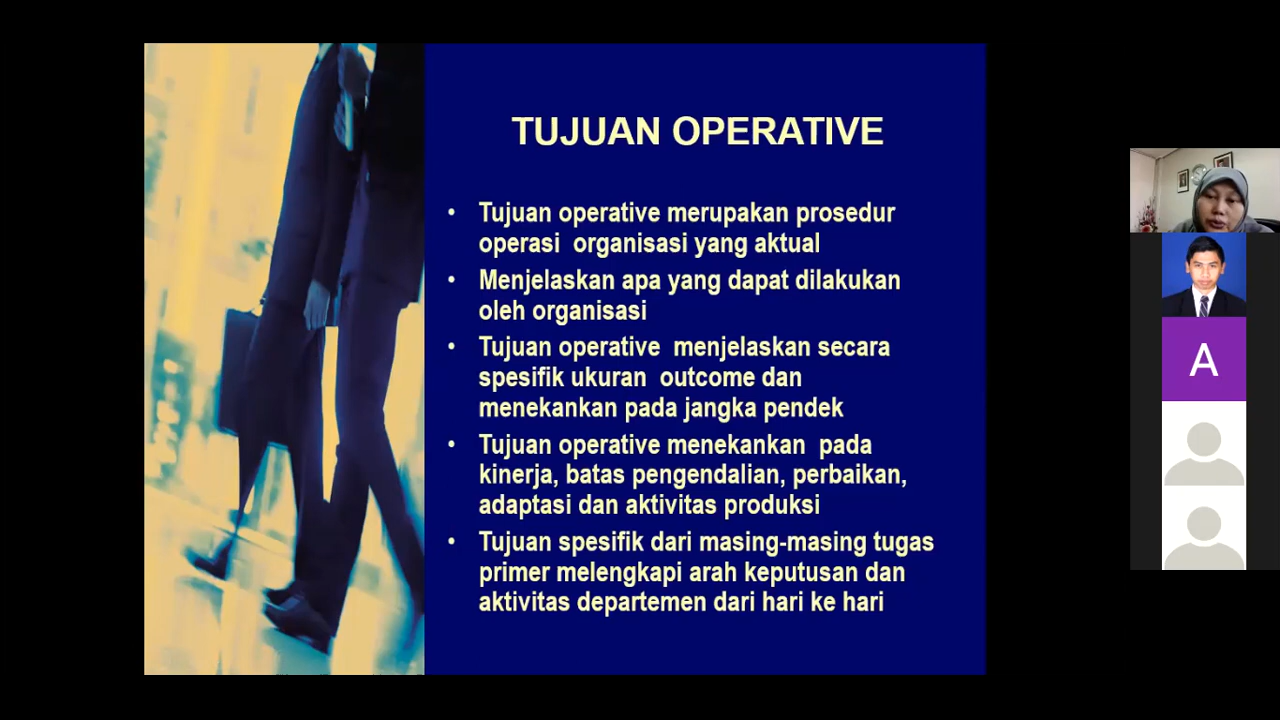 TUJUAN OPERATIVE
• Tujuan operative merupakan prosedur
operasi organisasi yang aktual
• Menjelaskan apa yang dapat dilakukan
oleh organisasi
• Tujuan operative menjelaskan secara
spesifik ukuran outcome dan
menekankan pada jangka pendek
• Tujuan operative menekankan pada
kinerja, batas pengendalian, perbaikan,
adaptasi dan aktivitas produksi
• Tujuan spesifik dari masing-masing tugas
primer melengkapi arah keputusan dan
aktivitas departemen dari hari ke hari
A